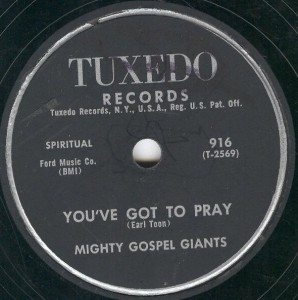 TUXEDO
RECORDS
Tuxedo Records, N.Y., U.S.A., Reg. U.S. Pat. Off.
SPIRITUAL
916
Ford Music Co.
(T-2569)
(BMI)
YOU'VE GOT TO PRAY
(Earl Toon)
MIGHTY GOSPEL GIANTS